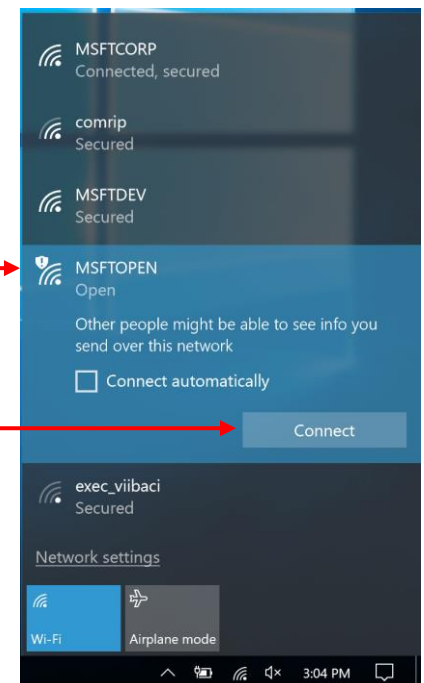 MSFTCORP
Connected, secured
comrip
Secured
MSFTDEV
Secured
MSFTOPEN
Open
Other people might be able to see info you
send over this network
Connect automatically
Connect
exec_viibaci
Secured
Network settings
Wi-Fi
Airplane mode
3:04 PM